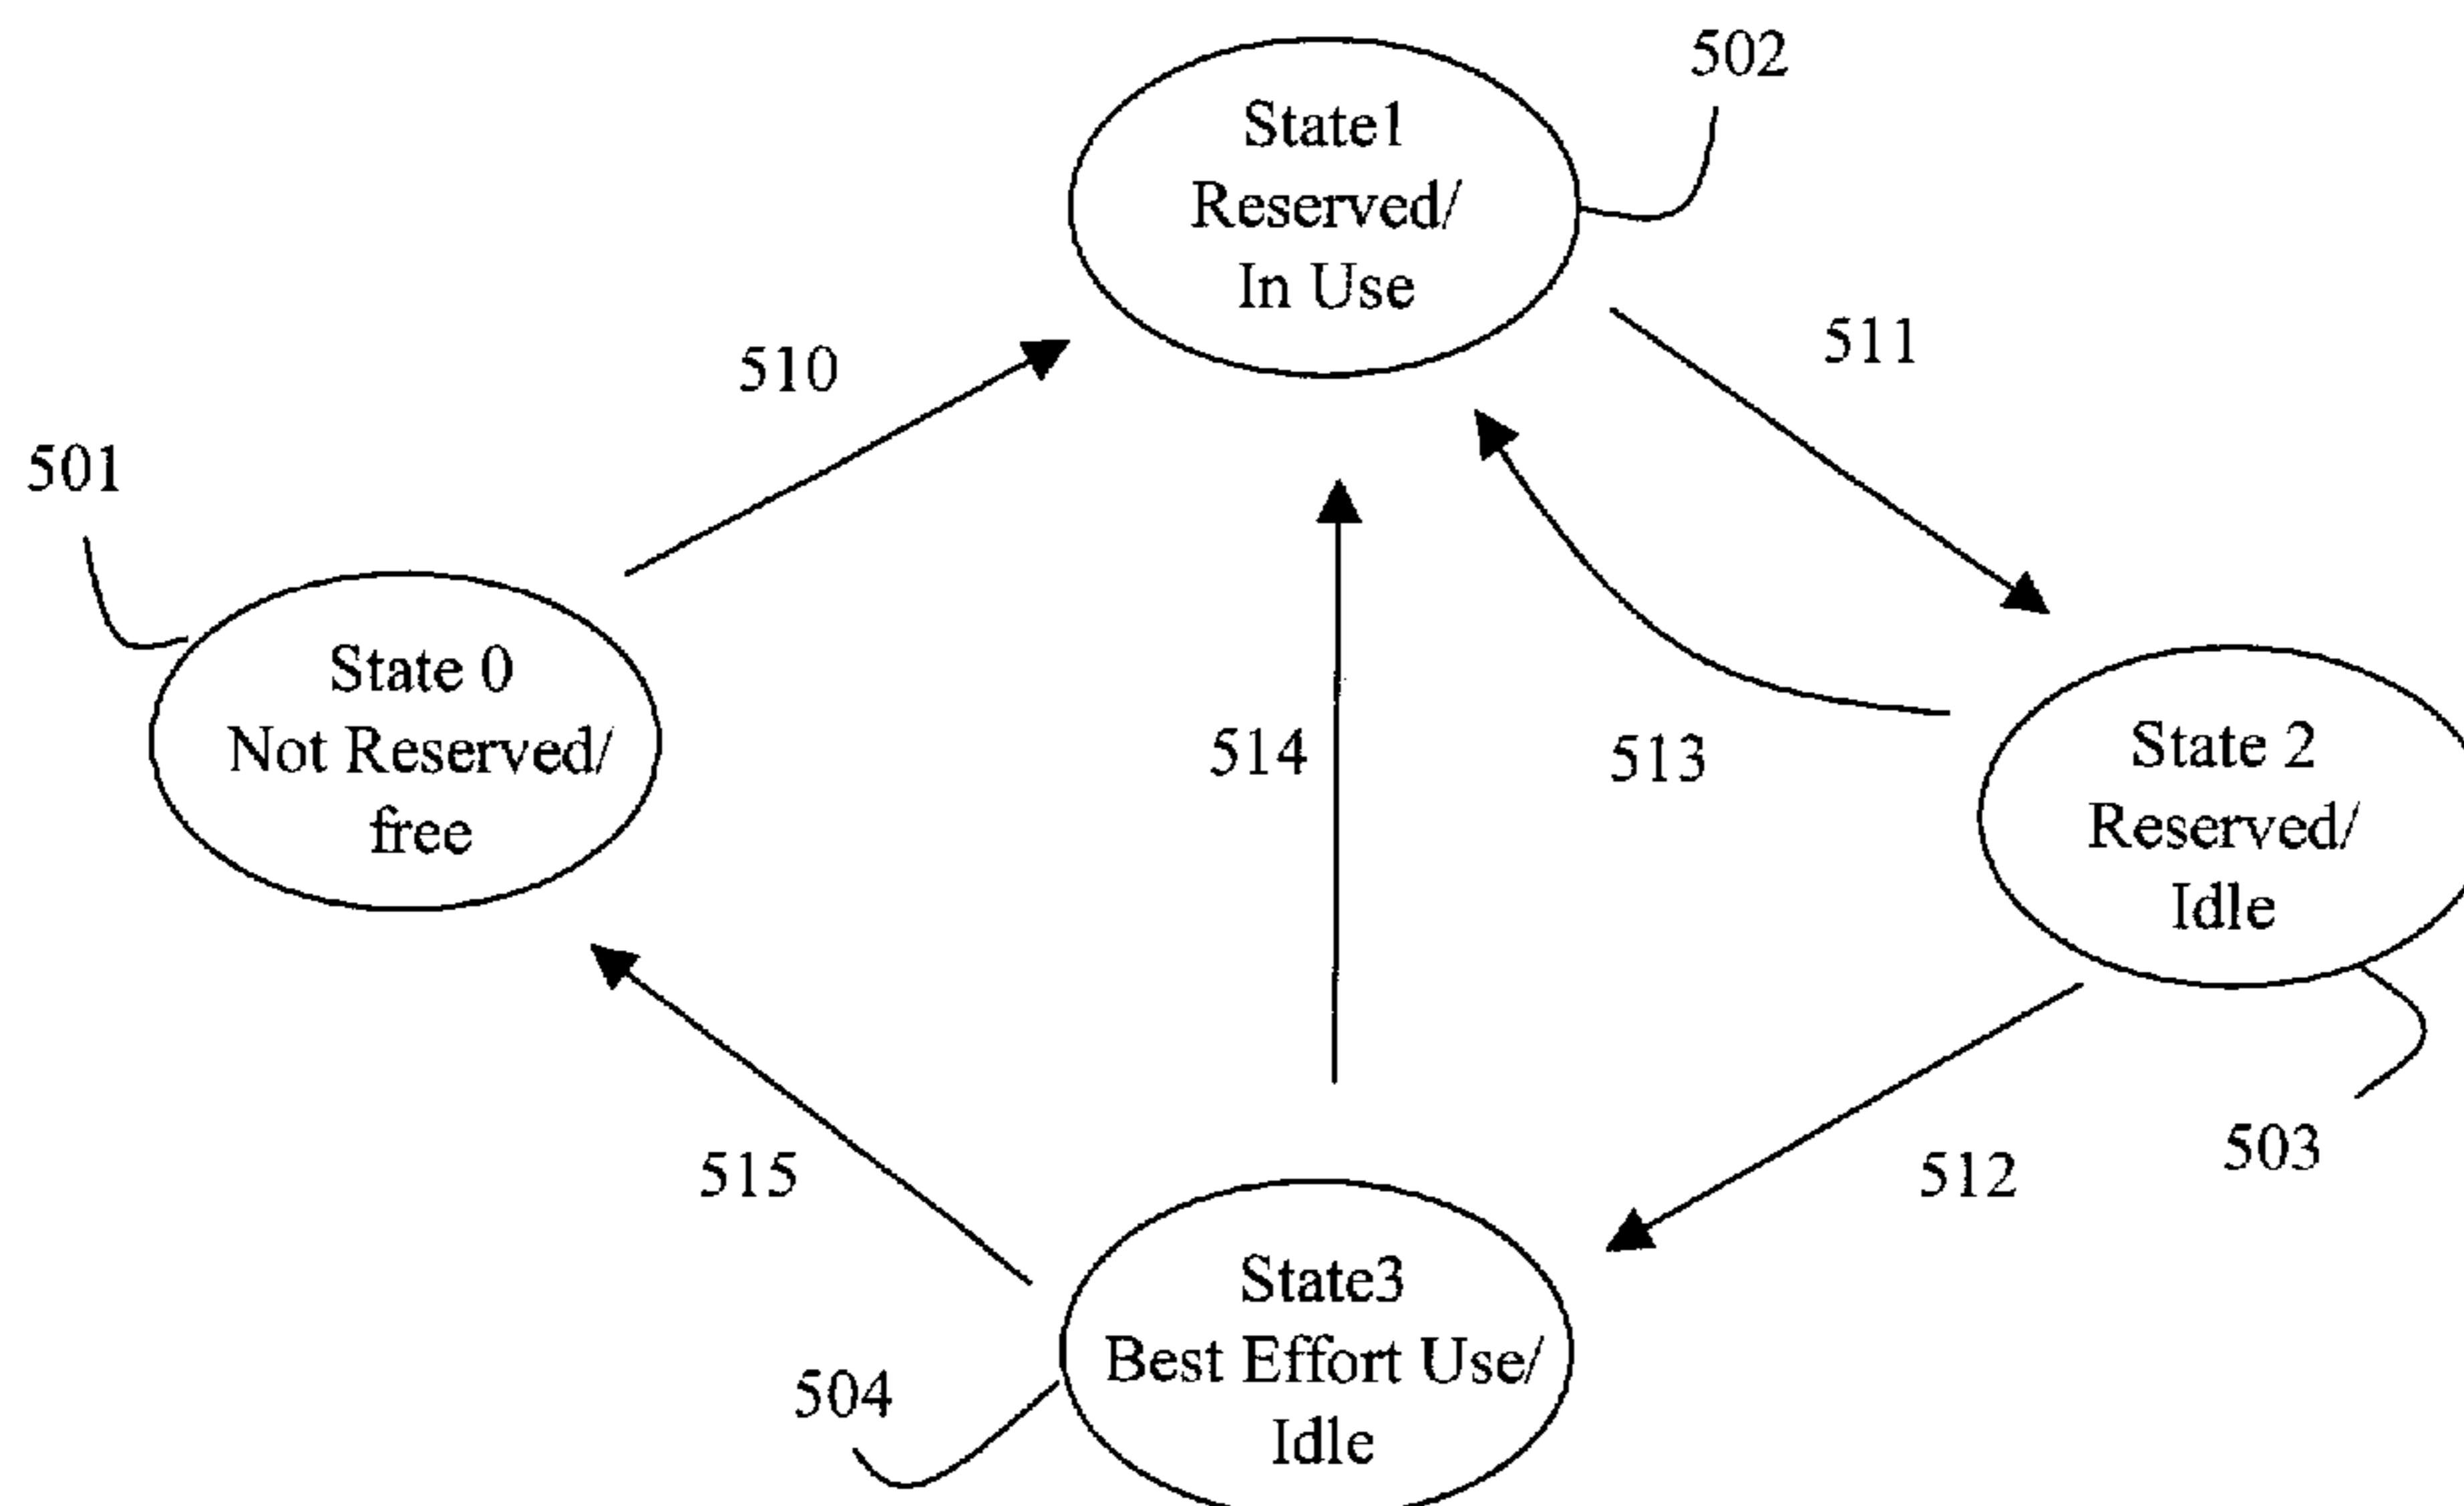 502
State1
Reserved/
In Use
511
510
501
State 0
Not Reserved/
free
514
513
State 2
Reserved/
Idle
503
512
515
State3
Best Effort Use/
Idle
504